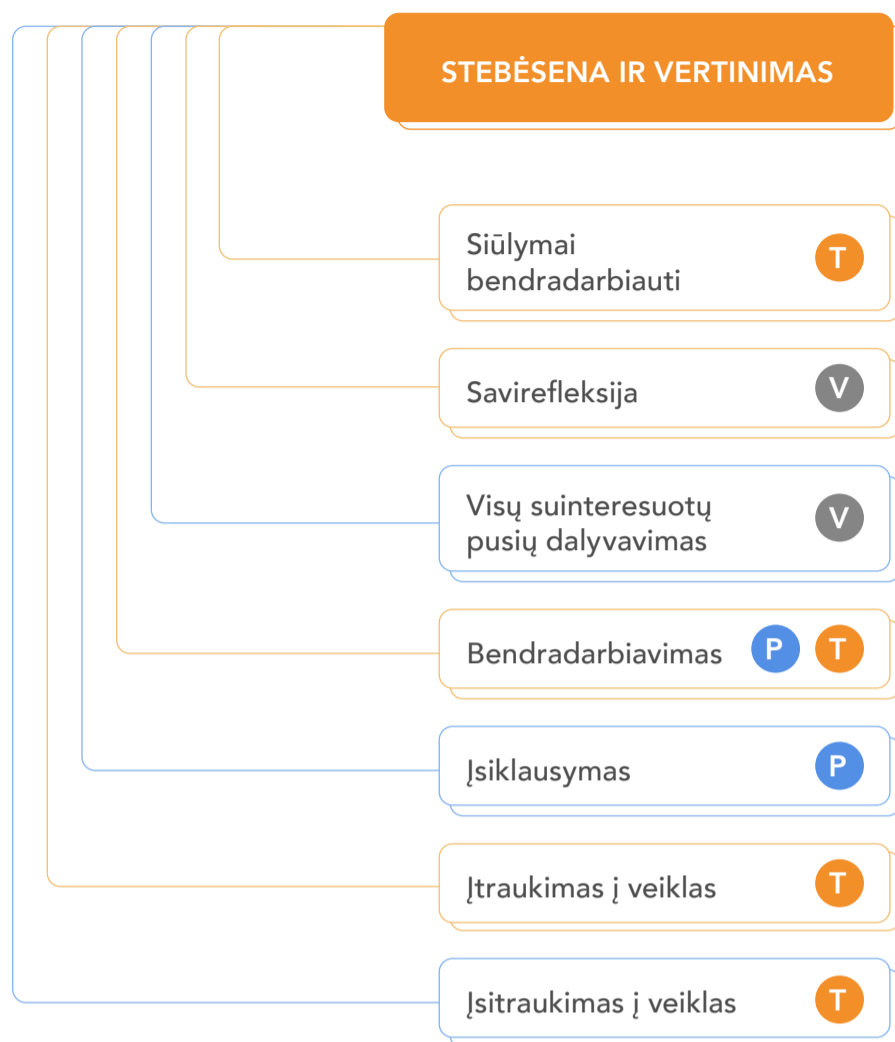 STEBĖSENA IR VERTINIMAS
Siūlymai
bendradarbiauti
T
Savirefleksija
V
Visų suinteresuotų
pusių dalyvavimas
V
Bendradarbiavimas P T
Įsiklausymas P
Įtraukimas į veiklas T
Įsitraukimas į veiklas T